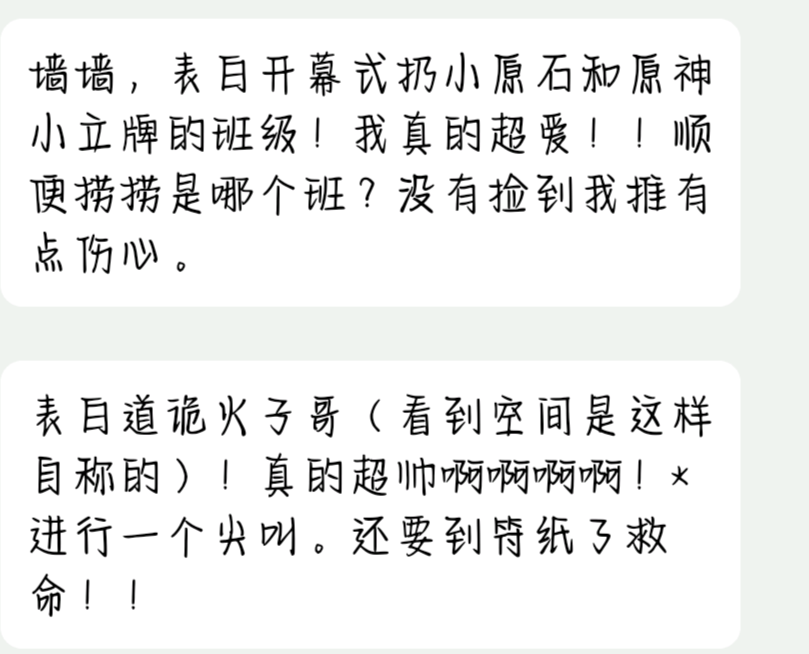 墙墙，表白开幕式扔小原石和原神
小立牌的班级！我真的超爱！！顺
便捞捞是哪个班？没有捡到我推有
点伤心。
表白道诡火子哥（看到空间是这样
自称的）！真的超帅啊啊啊啊！*
进行一个尖叫。还要到符纸了救
命！！